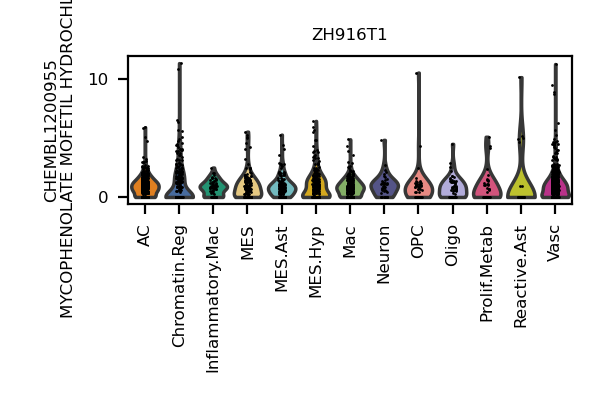 ZH916T1
CHEMBL1200955
MYCOPHENOLATE MOFETIL
10
0
AC
Chromatin.Reg
Inflammatory.Mac
MES
MES.Ast
MES.Hyp
Mac
Neuron
OPC
Oligo
Prolif.Metab
Reactive.Ast
Vasc